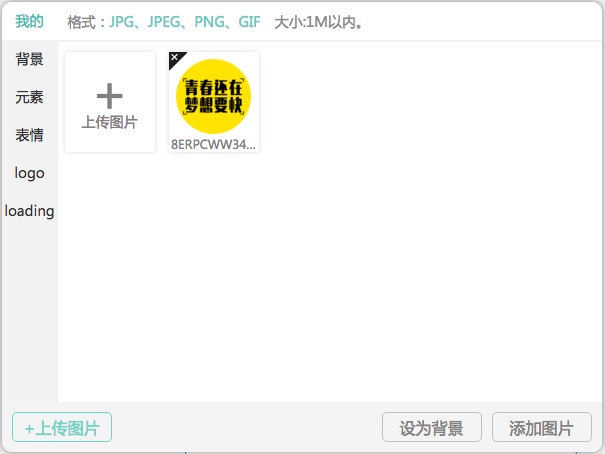 我的
格式：JPG、JPEG、PNG、GIF 大小:1M以内。
背景
元素
表情
logo
loading
上传图片
青春还在
梦想要快
8ERPCWW34...
+上传图片
设为背景
添加图片